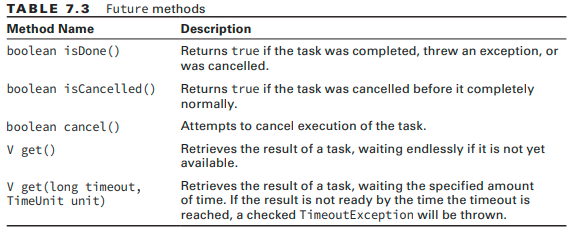 TABLE 7.3 Future methods
Method Name Description
boolean isDone() Returns true if the task was completed, threw an exception, or
was cancelled.
boolean isCancelled() Returns true if the task was cancelled before it completely
normally.
boolean cancel() Attempts to cancel execution of the task.
V get() Retrieves the result of a task, waiting endlessly if it is not yet
available.
V get(long timeout, Retrieves the result of a task, waiting the specified amount
TimeUnit unit) of time. If the result is not ready by the time the timeout is
reached, a checked TimeoutException will be thrown.